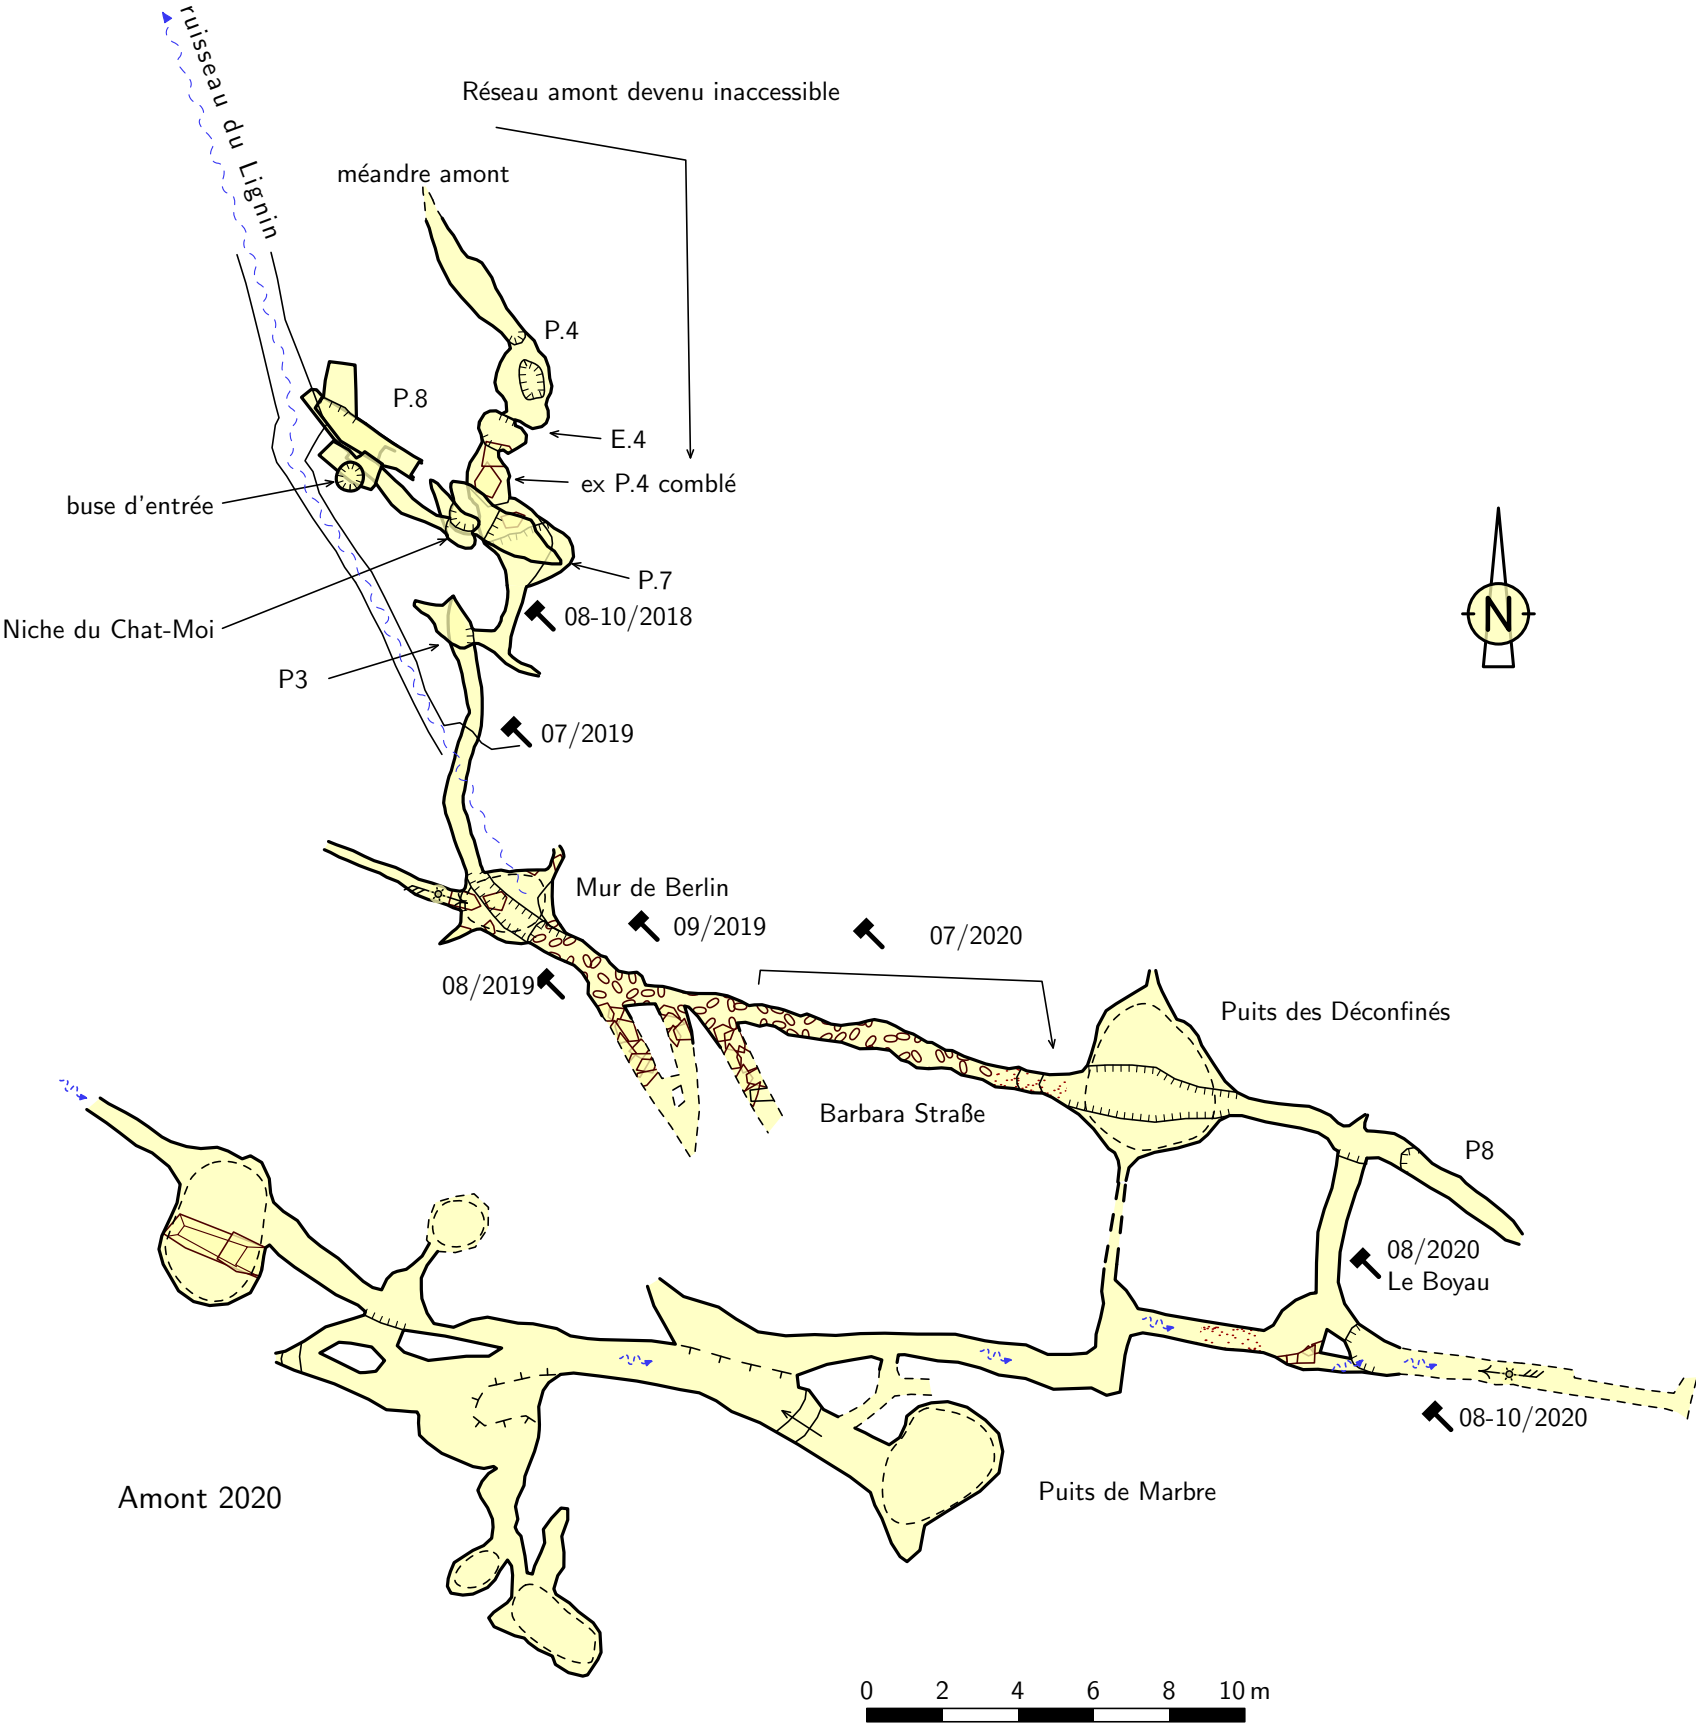 ruisseau du Lignin
Réseau amont devenu inaccessible
méandre amont
P.4
P.8
E.4
ex P.4 comblé
buse d'entrée
P.7
08-10/2018
Niche du Chat-Moi
N
P3
07/2019
Mur de Berlin
09/2019
07/2020
08/2019
Puits des Déconfinés
Barbara Straße
P8
08/2020
Le Boyau
08-10/2020
Amont 2020
Puits de Marbre
0 2 4 6 8 10 m